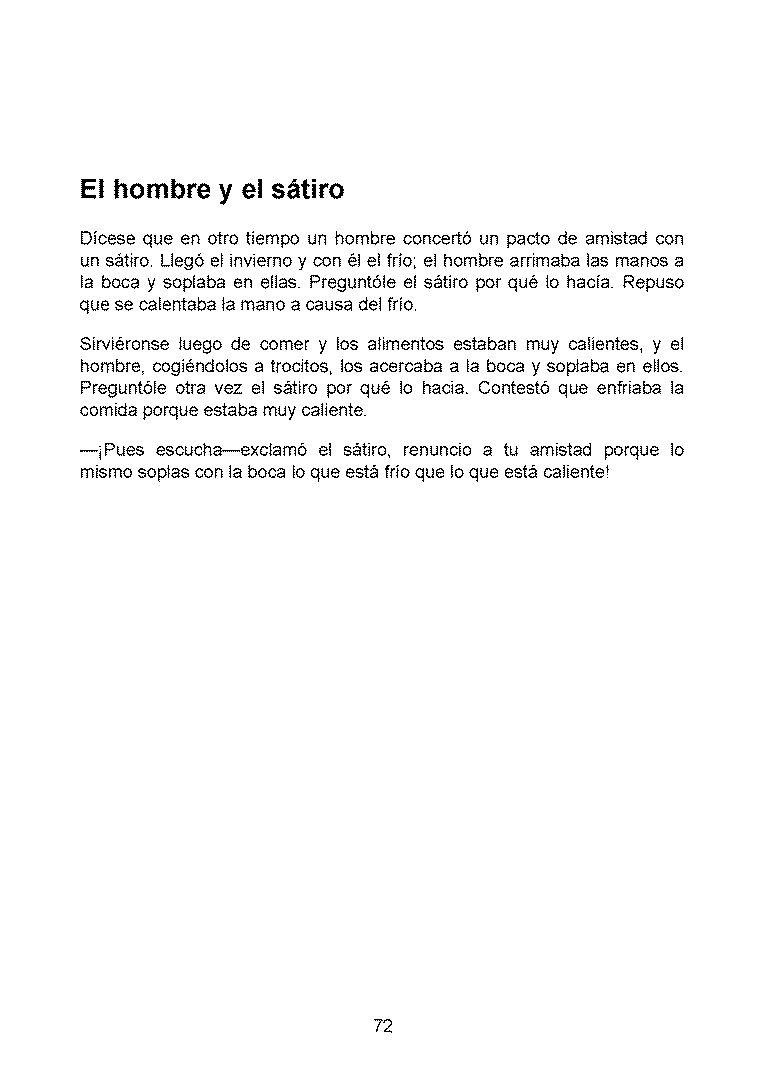 El hombre y el sátiro
Dícese que en otro tiempo un hombre concertó un pacto de amistad con
un sátiro. Llegó el invierno y con él el frío; el hombre arrimaba las manos a
la boca y soplaba en ellas. Preguntóle el sátiro por qué lo hacía. Repuso
que se calentaba la mano a causa del frío.
Sirviéronse luego de comer y los alimentos estaban muy calientes, y el
hombre, cogiéndolos a trocitos, los acercaba a la boca y soplaba en ellos.
Preguntóle otra vez el sátiro por qué lo hacia. Contestó que enfriaba la
comida porque estaba muy caliente.
—¡Pues escucha—exclamó el sátiro, renuncio a tu amistad porque lo
mismo soplas con la boca lo que está frío que lo que está caliente!
72